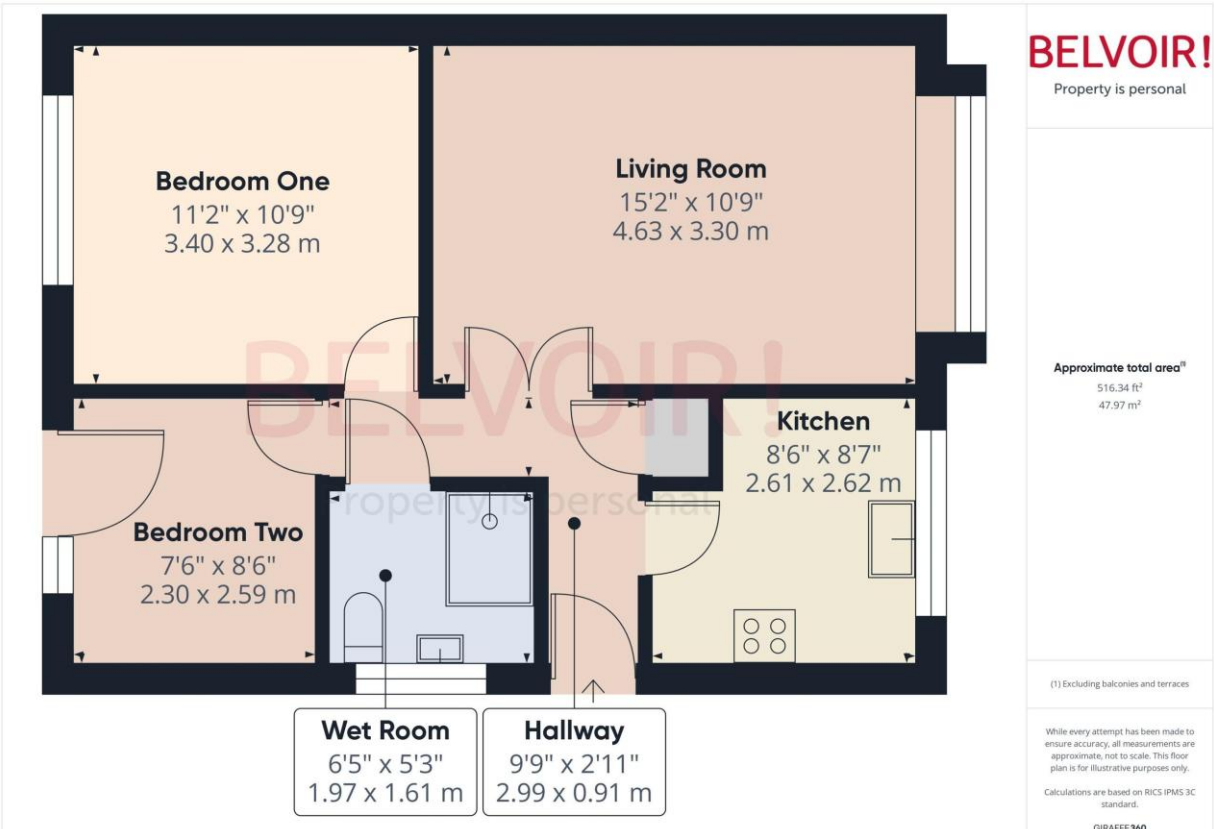 Bedroom One
11'2" x 10'9"
3.40 x 3.28 m
Living Room
15'2" x 10'9"
4.63 x 3.30 m
Kitchen
8'6" x 8'7"
2.61 x 2.62 m
Bedroom Two
7'6" x 8'6"
2.30 x 2.59 m
Wet Room
6'5" x 5'3"
1.97 x 1.61 m
Hallway
9'9" x 2'11"
2.99 x 0.91 m
BELVOIR!
Property is personal
BELVOIR!
Property is personal
Approximate total area(1)
516.34 ft²
47.97 m²
(1) Excluding balconies and terraces
While every attempt has been made to
ensure accuracy, all measurements are
approximate, not to scale. This floor
plan is for illustrative purposes only.
Calculations are based on RICS IPMS 3C
standard.
GIRAFFE360